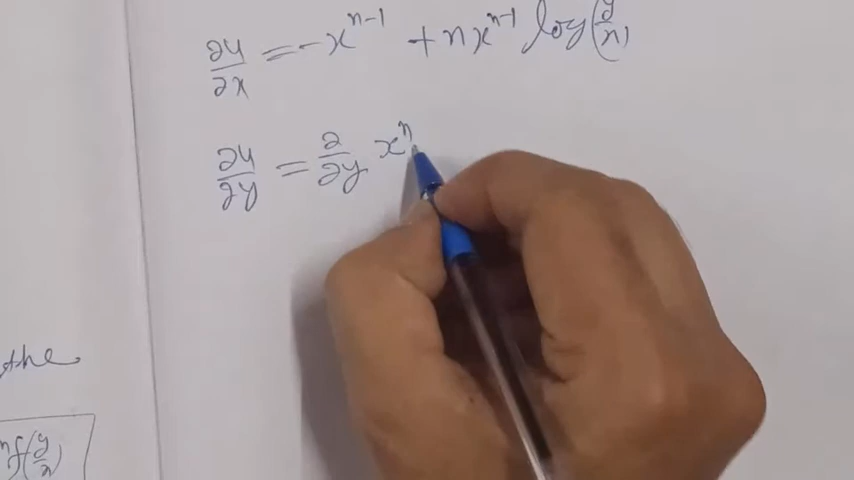 ∂u/∂x = -x^{n-1} + nx^{n-1} log(y/x)
∂u/∂y = ∂/∂y x^n
the
x^n f(y/x)